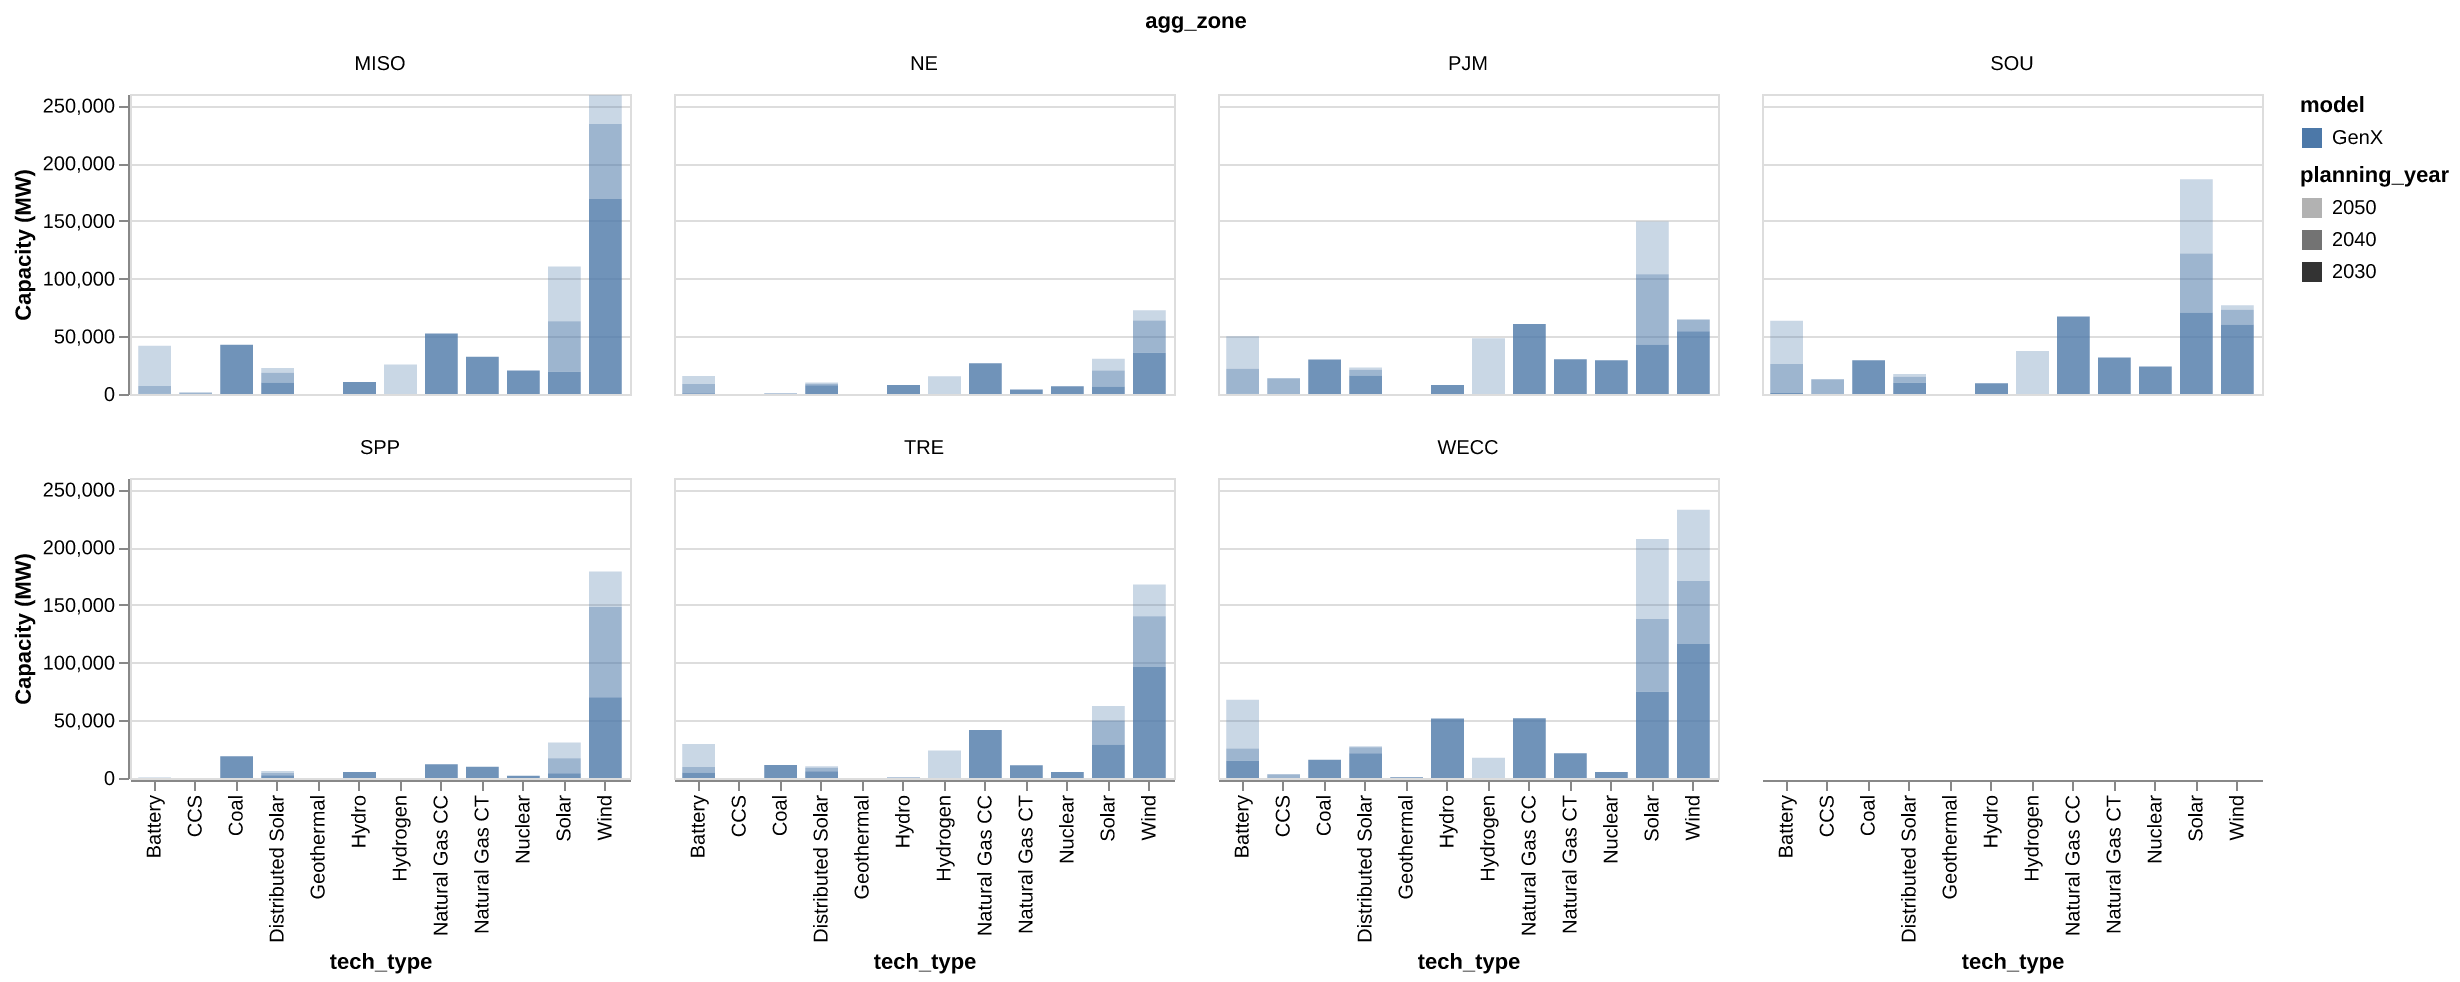 agg_zone
MISO
NE
PJM
SOU
Capacity (MW)
250,000
200,000
150,000
100,000
50,000
0
model
GenX
planning_year
2050
2040
2030
SPP
TRE
WECC
Capacity (MW)
250,000
200,000
150,000
100,000
50,000
0
Battery
CCS
Coal
Distributed Solar
Geothermal
Hydro
Hydrogen
Natural Gas CC
Natural Gas CT
Nuclear
Solar
Wind
Battery
CCS
Coal
Distributed Solar
Geothermal
Hydro
Hydrogen
Natural Gas CC
Natural Gas CT
Nuclear
Solar
Wind
Battery
CCS
Coal
Distributed Solar
Geothermal
Hydro
Hydrogen
Natural Gas CC
Natural Gas CT
Nuclear
Solar
Wind
Battery
CCS
Coal
Distributed Solar
Geothermal
Hydro
Hydrogen
Natural Gas CC
Natural Gas CT
Nuclear
Solar
Wind
tech_type
tech_type
tech_type
tech_type